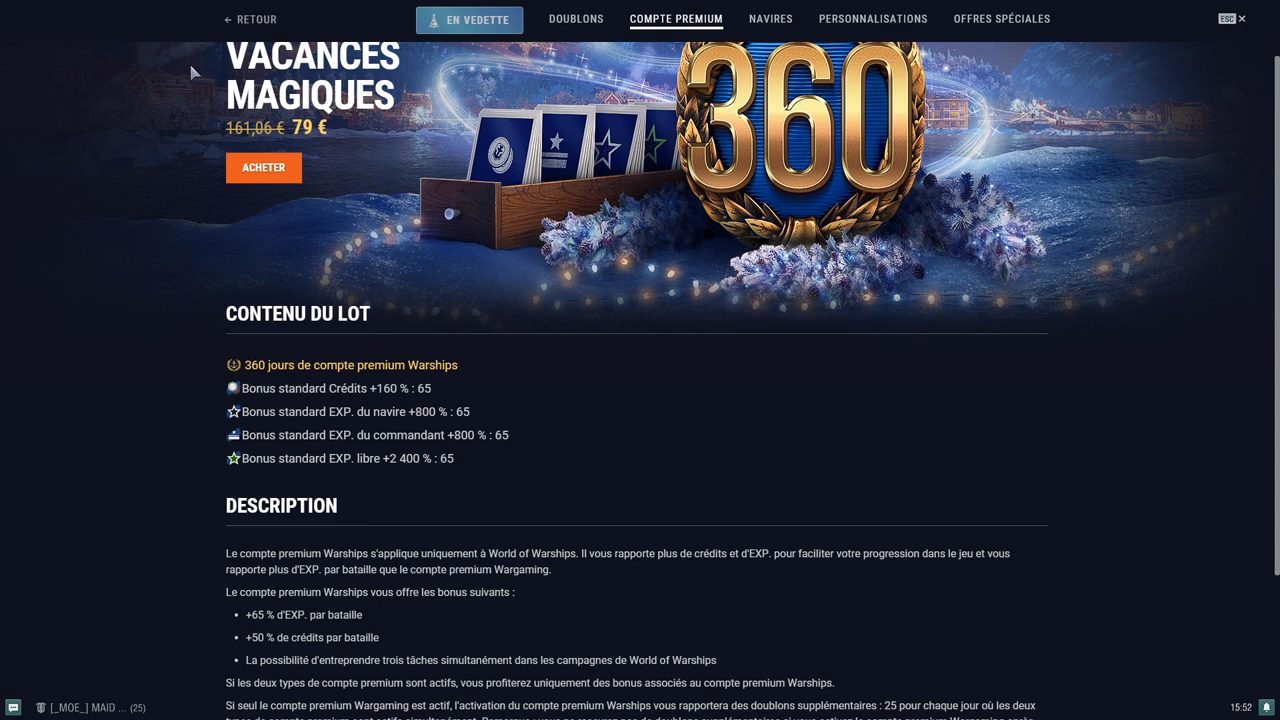 ← RETOUR
EN VEDETTE
DOUBLONS
COMPTE PREMIUM
NAVIRES
PERSONNALISATIONS
OFFRES SPÉCIALES
ESC ×
VACANCES
MAGIQUES
161,06 € 79 €
ACHETER
360
CONTENU DU LOT
360 jours de compte premium Warships
Bonus standard Crédits +160 % : 65
Bonus standard EXP. du navire +800 % : 65
Bonus standard EXP. du commandant +800 % : 65
Bonus standard EXP. libre +2 400 % : 65
DESCRIPTION
Le compte premium Warships s'applique uniquement à World of Warships. Il vous rapporte plus de crédits et d'EXP. pour faciliter votre progression dans le jeu et vous
rapporte plus d'EXP. par bataille que le compte premium Wargaming.
Le compte premium Warships vous offre les bonus suivants :
• +65 % d'EXP. par bataille
• +50 % de crédits par bataille
• La possibilité d'entreprendre trois tâches simultanément dans les campagnes de World of Warships
Si les deux types de compte premium sont actifs, vous profiterez uniquement des bonus associés au compte premium Warships.
Si seul le compte premium Wargaming est actif, l'activation du compte premium Warships vous rapportera des doublons supplémentaires : 25 pour chaque jour où les deux
[_MOE_] MAID ... (25)
15:52